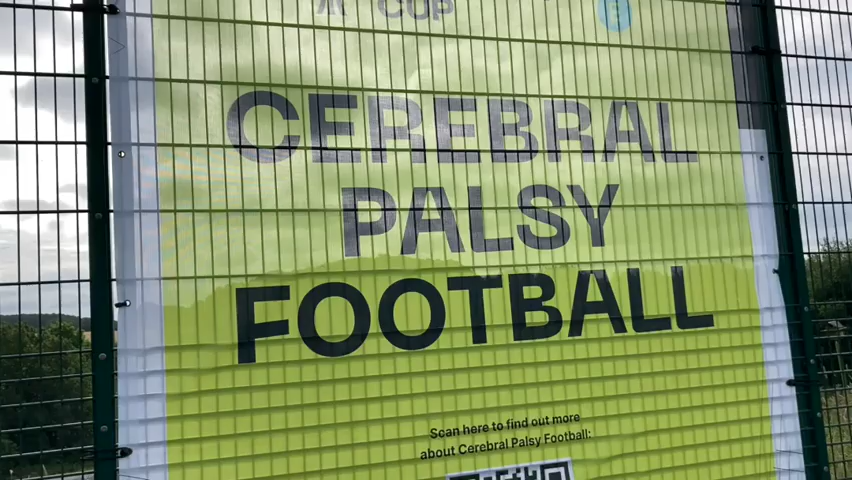 CUP
CEREBRAL
PALSY
FOOTBALL
Scan here to find out more
about Cerebral Palsy Football: